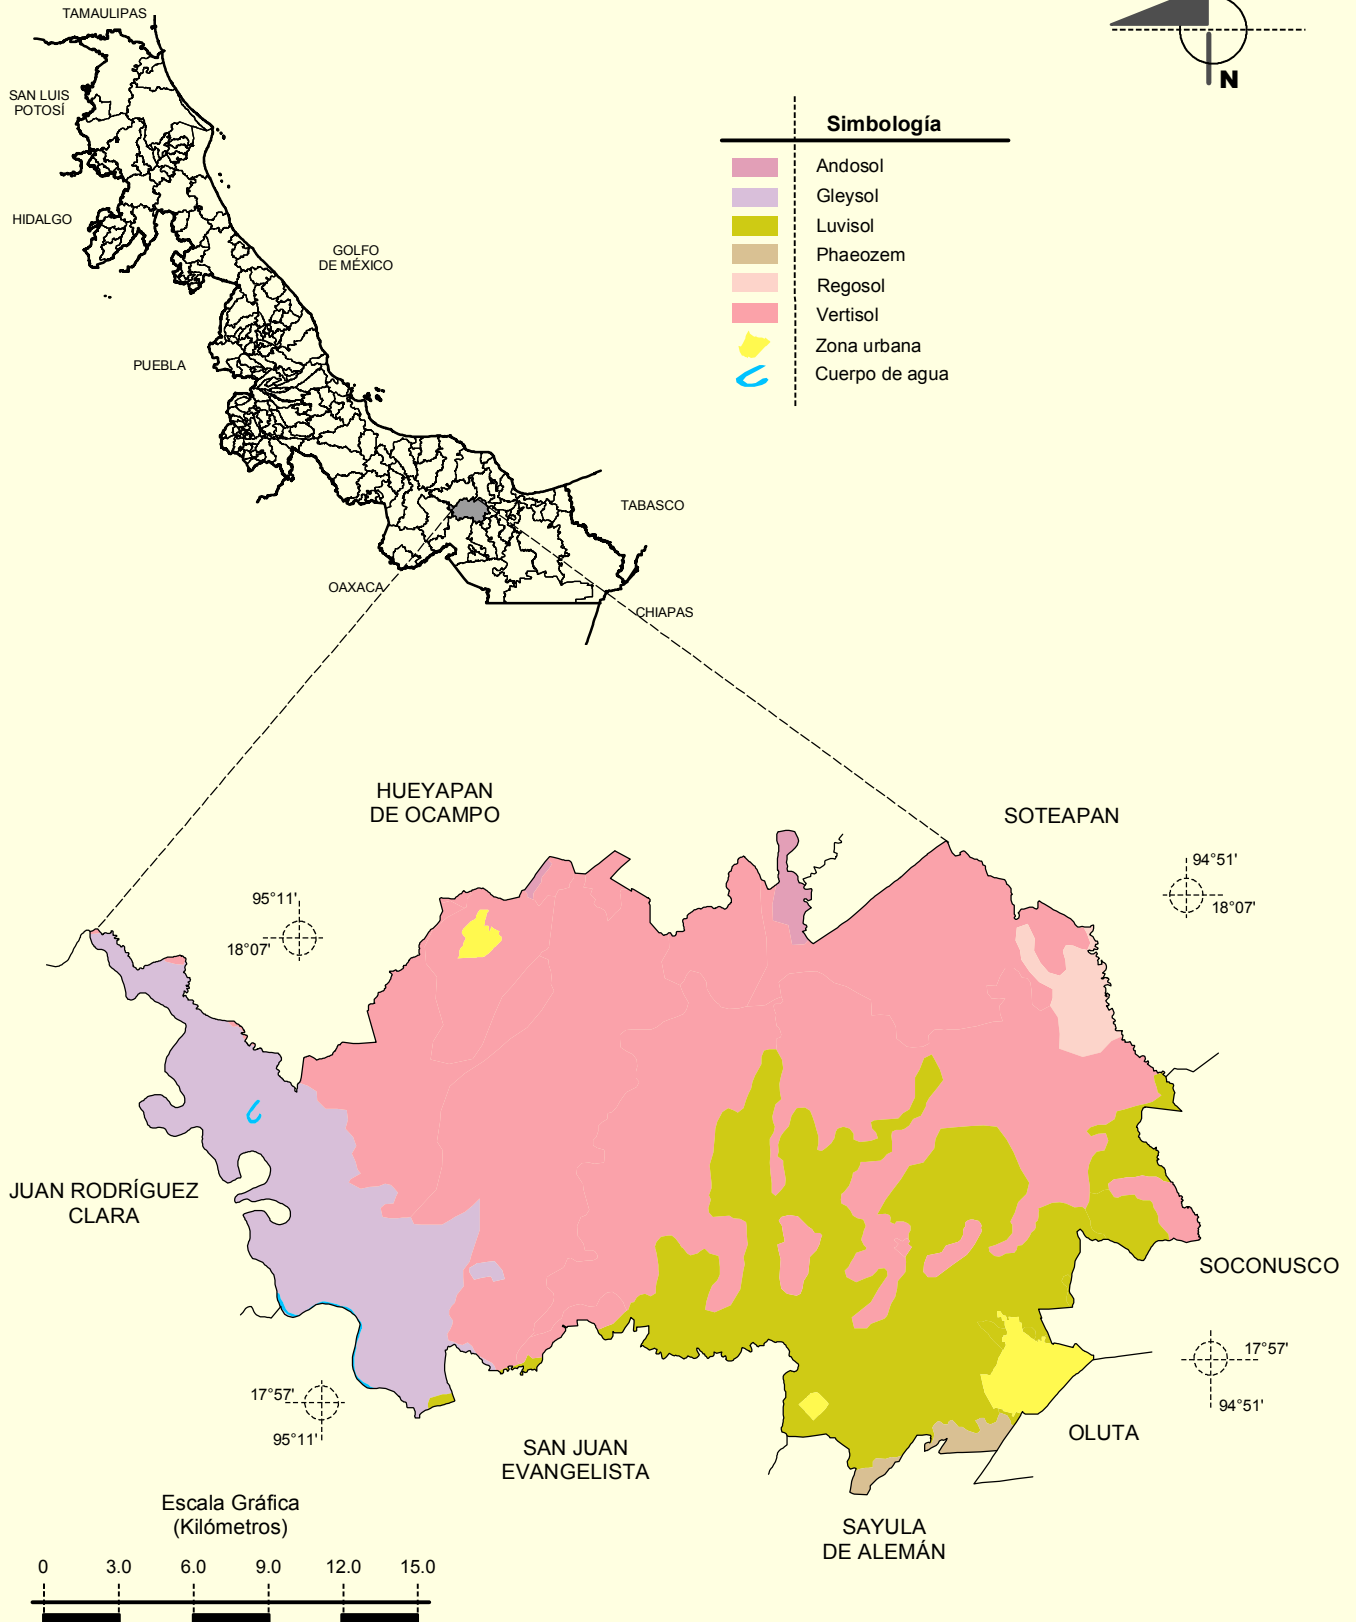 TAMAULIPAS
SAN LUIS
POTOSÍ
HIDALGO
GOLFO
DE MÉXICO
PUEBLA
TABASCO
OAXACA
CHIAPAS
N
Simbología
Andosol
Gleysol
Luvisol
Phaeozem
Regosol
Vertisol
Zona urbana
Cuerpo de agua
HUEYAPAN
DE OCAMPO
SOTEAPAN
95°11'
18°07'
94°51'
18°07'
JUAN RODRÍGUEZ
CLARA
SOCONUSCO
17°57'
95°11'
17°57'
94°51'
OLUTA
SAN JUAN
EVANGELISTA
SAYULA
DE ALEMÁN
Escala Gráfica
(Kilómetros)
0 3.0 6.0 9.0 12.0 15.0